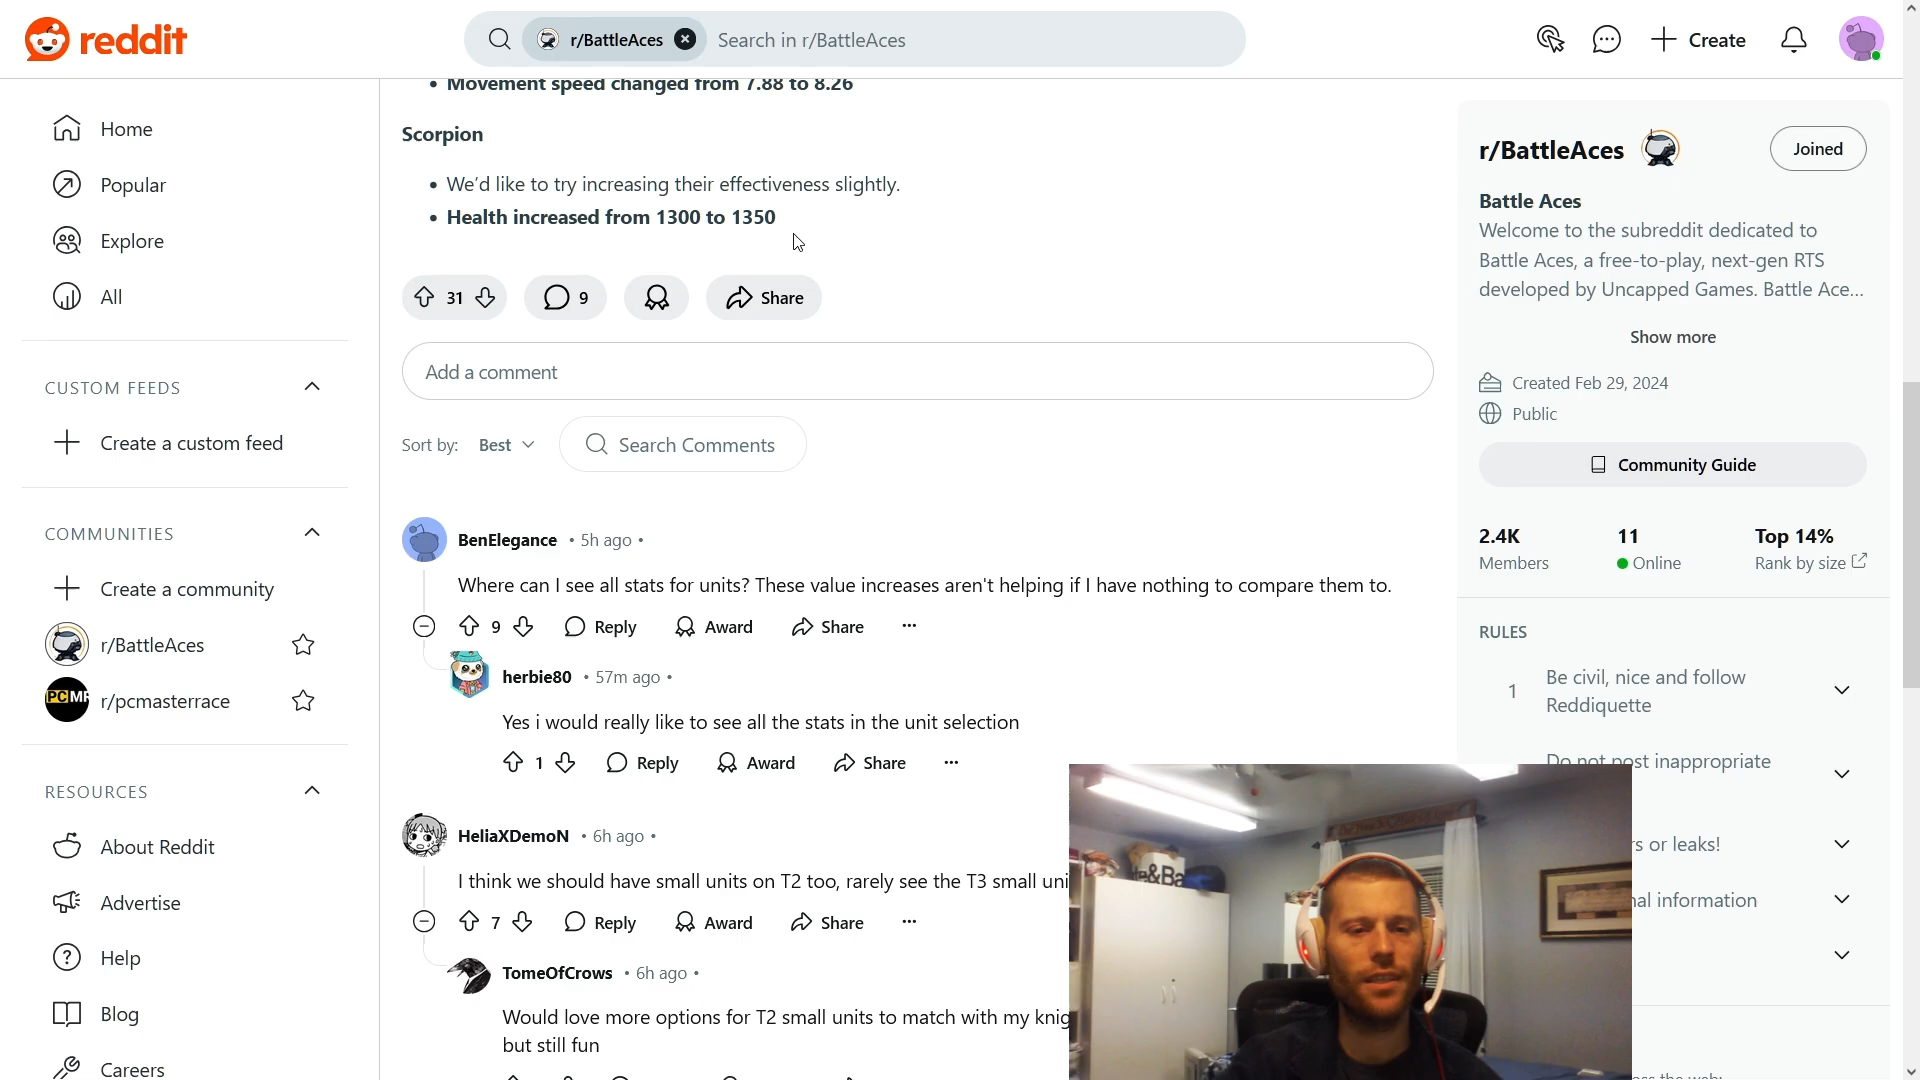 reddit
r/BattleAces
Search in r/BattleAces
Create
Home
Popular
Explore
All
CUSTOM FEEDS
Create a custom feed
COMMUNITIES
Create a community
r/BattleAces
r/pcmasterrace
RESOURCES
About Reddit
Advertise
Help
Blog
Careers
• Movement speed changed from 7.88 to 8.26
Scorpion
• We'd like to try increasing their effectiveness slightly.
• Health increased from 1300 to 1350
31
9
Share
Add a comment
Sort by: Best
Search Comments
BenElegance • 5h ago •
Where can I see all stats for units? These value increases aren't helping if I have nothing to compare them to.
9 Reply Award Share ...
herbie80 • 57m ago •
Yes i would really like to see all the stats in the unit selection
1 Reply Award Share ...
HeliaXDemoN • 6h ago •
I think we should have small units on T2 too, rarely see the T3 small uni
7 Reply Award Share ...
TomeOfCrows • 6h ago •
Would love more options for T2 small units to match with my knig
but still fun
r/BattleAces
Joined
Battle Aces
Welcome to the subreddit dedicated to
Battle Aces, a free-to-play, next-gen RTS
developed by Uncapped Games. Battle Ace...
Show more
Created Feb 29, 2024
Public
Community Guide
2.4K 11 Top 14%
Members Online Rank by size
RULES
1 Be civil, nice and follow
Reddiquette
Do not post inappropriate
rs or leaks!
nal information